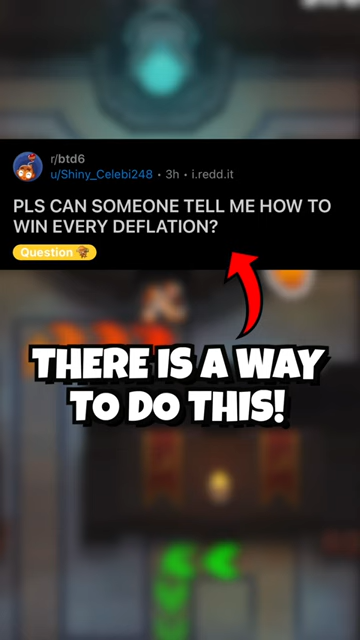 r/btd6
u/Shiny_Celebi248 • 3h • i.redd.it
PLS CAN SOMEONE TELL ME HOW TO
WIN EVERY DEFLATION?
Question
THERE IS A WAY
TO DO THIS!